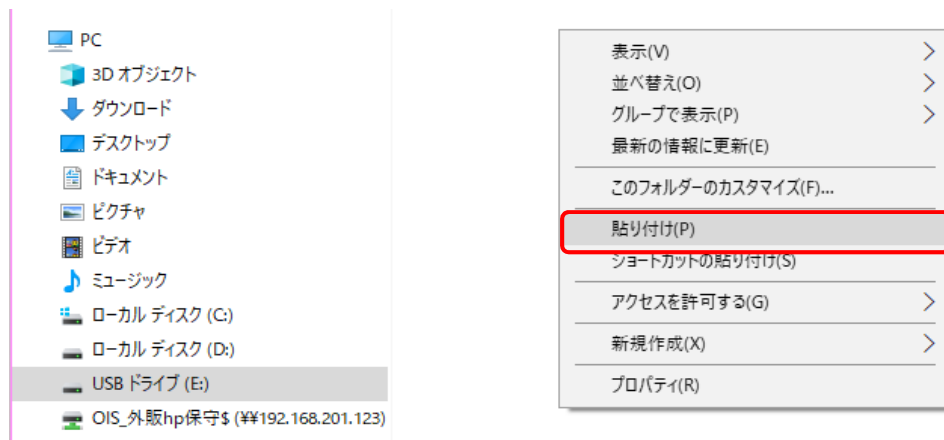 PC
3D オブジェクト
ダウンロード
デスクトップ
ドキュメント
ピクチャ
ビデオ
ミュージック
ローカル ディスク (C:)
ローカル ディスク (D:)
USB ドライブ (E:)
OIS_外販hp保守$ (¥¥192.168.201.123)
表示(V)
並べ替え(O)
グループで表示(P)
最新の情報に更新(E)
このフォルダーのカスタマイズ(F)...
貼り付け(P)
ショートカットの貼り付け(S)
アクセスを許可する(G)
新規作成(X)
プロパティ(R)